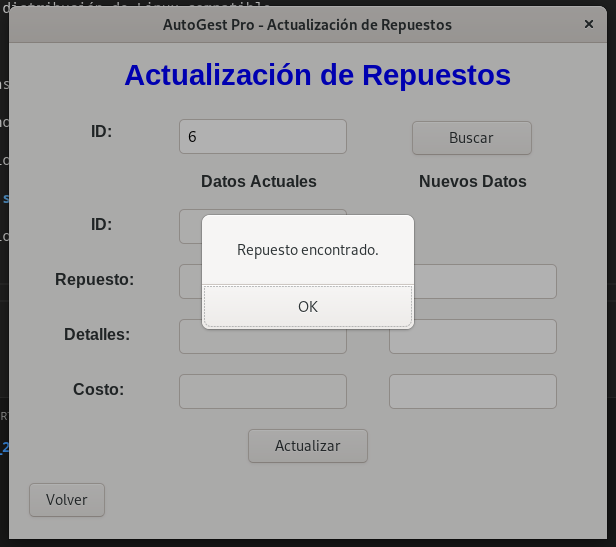 distribución de Linux compatible
AutoGest Pro - Actualización de Repuestos
Actualización de Repuestos
ID:
6
Buscar
Datos Actuales
Nuevos Datos
ID:
Repuesto encontrado.
OK
Repuesto:
Detalles:
Costo:
Actualizar
Volver